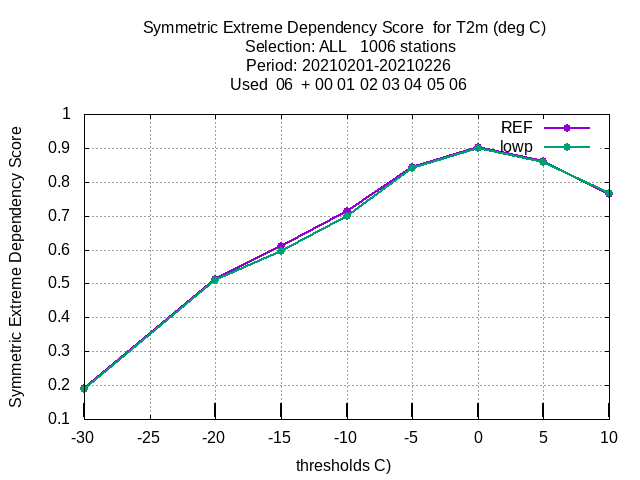 Symmetric Extreme Dependency Score  for T2m (deg C)
Selection: ALL   1006 stations
Period: 20210201-20210226
Used  06  + 00 01 02 03 04 05 06
Symmetric Extreme Dependency Score
1
0.9
0.8
0.7
0.6
0.5
0.4
0.3
0.2
0.1
REF
lowp
-30 -25 -20 -15 -10 -5 0 5 10
thresholds C)